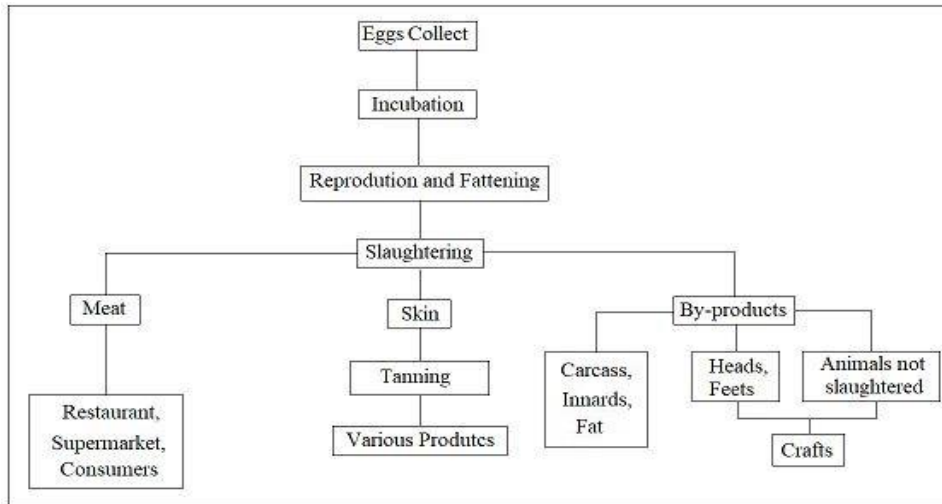 Eggs Collect
Incubation
Reprodution and Fattening
Slaughtering
Meat
Skin
By-products
Restaurant,
Supermarket,
Consumers
Tanning
Various Produtcs
Carcass,
Innards,
Fat
Heads,
Feets
Animals not
slaughtered
Crafts